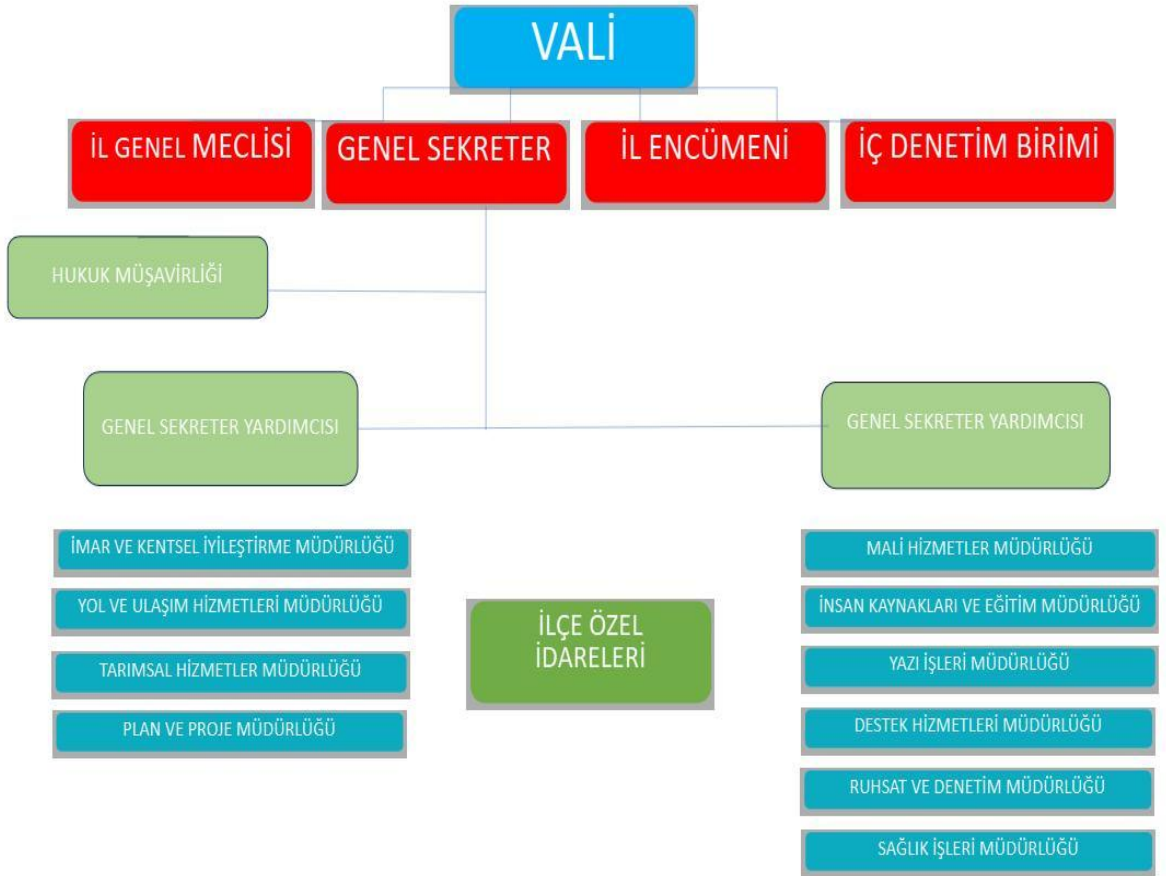 VALİ
İL GENEL MECLİSİ
GENEL SEKRETER
İL ENCÜMENİ
İÇ DENETİM BİRİMİ
HUKUK MÜŞAVİRLİĞİ
GENEL SEKRETER YARDIMCISI
GENEL SEKRETER YARDIMCISI
İMAR VE KENTSEL İYİLEŞTİRME MÜDÜRLÜĞÜ
YOL VE ULAŞIM HİZMETLERİ MÜDÜRLÜĞÜ
TARIMSAL HİZMETLER MÜDÜRLÜĞÜ
PLAN VE PROJE MÜDÜRLÜĞÜ
İLÇE ÖZEL
İDARELERİ
MALİ HİZMETLER MÜDÜRLÜĞÜ
İNSAN KAYNAKLARI VE EĞİTİM MÜDÜRLÜĞÜ
YAZI İŞLERİ MÜDÜRLÜĞÜ
DESTEK HİZMETLERİ MÜDÜRLÜĞÜ
RUHSAT VE DENETİM MÜDÜRLÜĞÜ
SAĞLIK İŞLERİ MÜDÜRLÜĞÜ